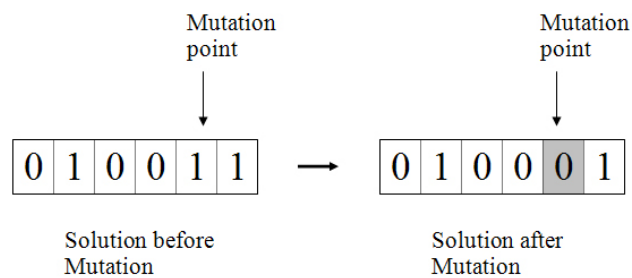 Mutation
point
Mutation
point
0 1 0 0 1 1
0 1 0 0 0 1
Solution before
Mutation
Solution after
Mutation